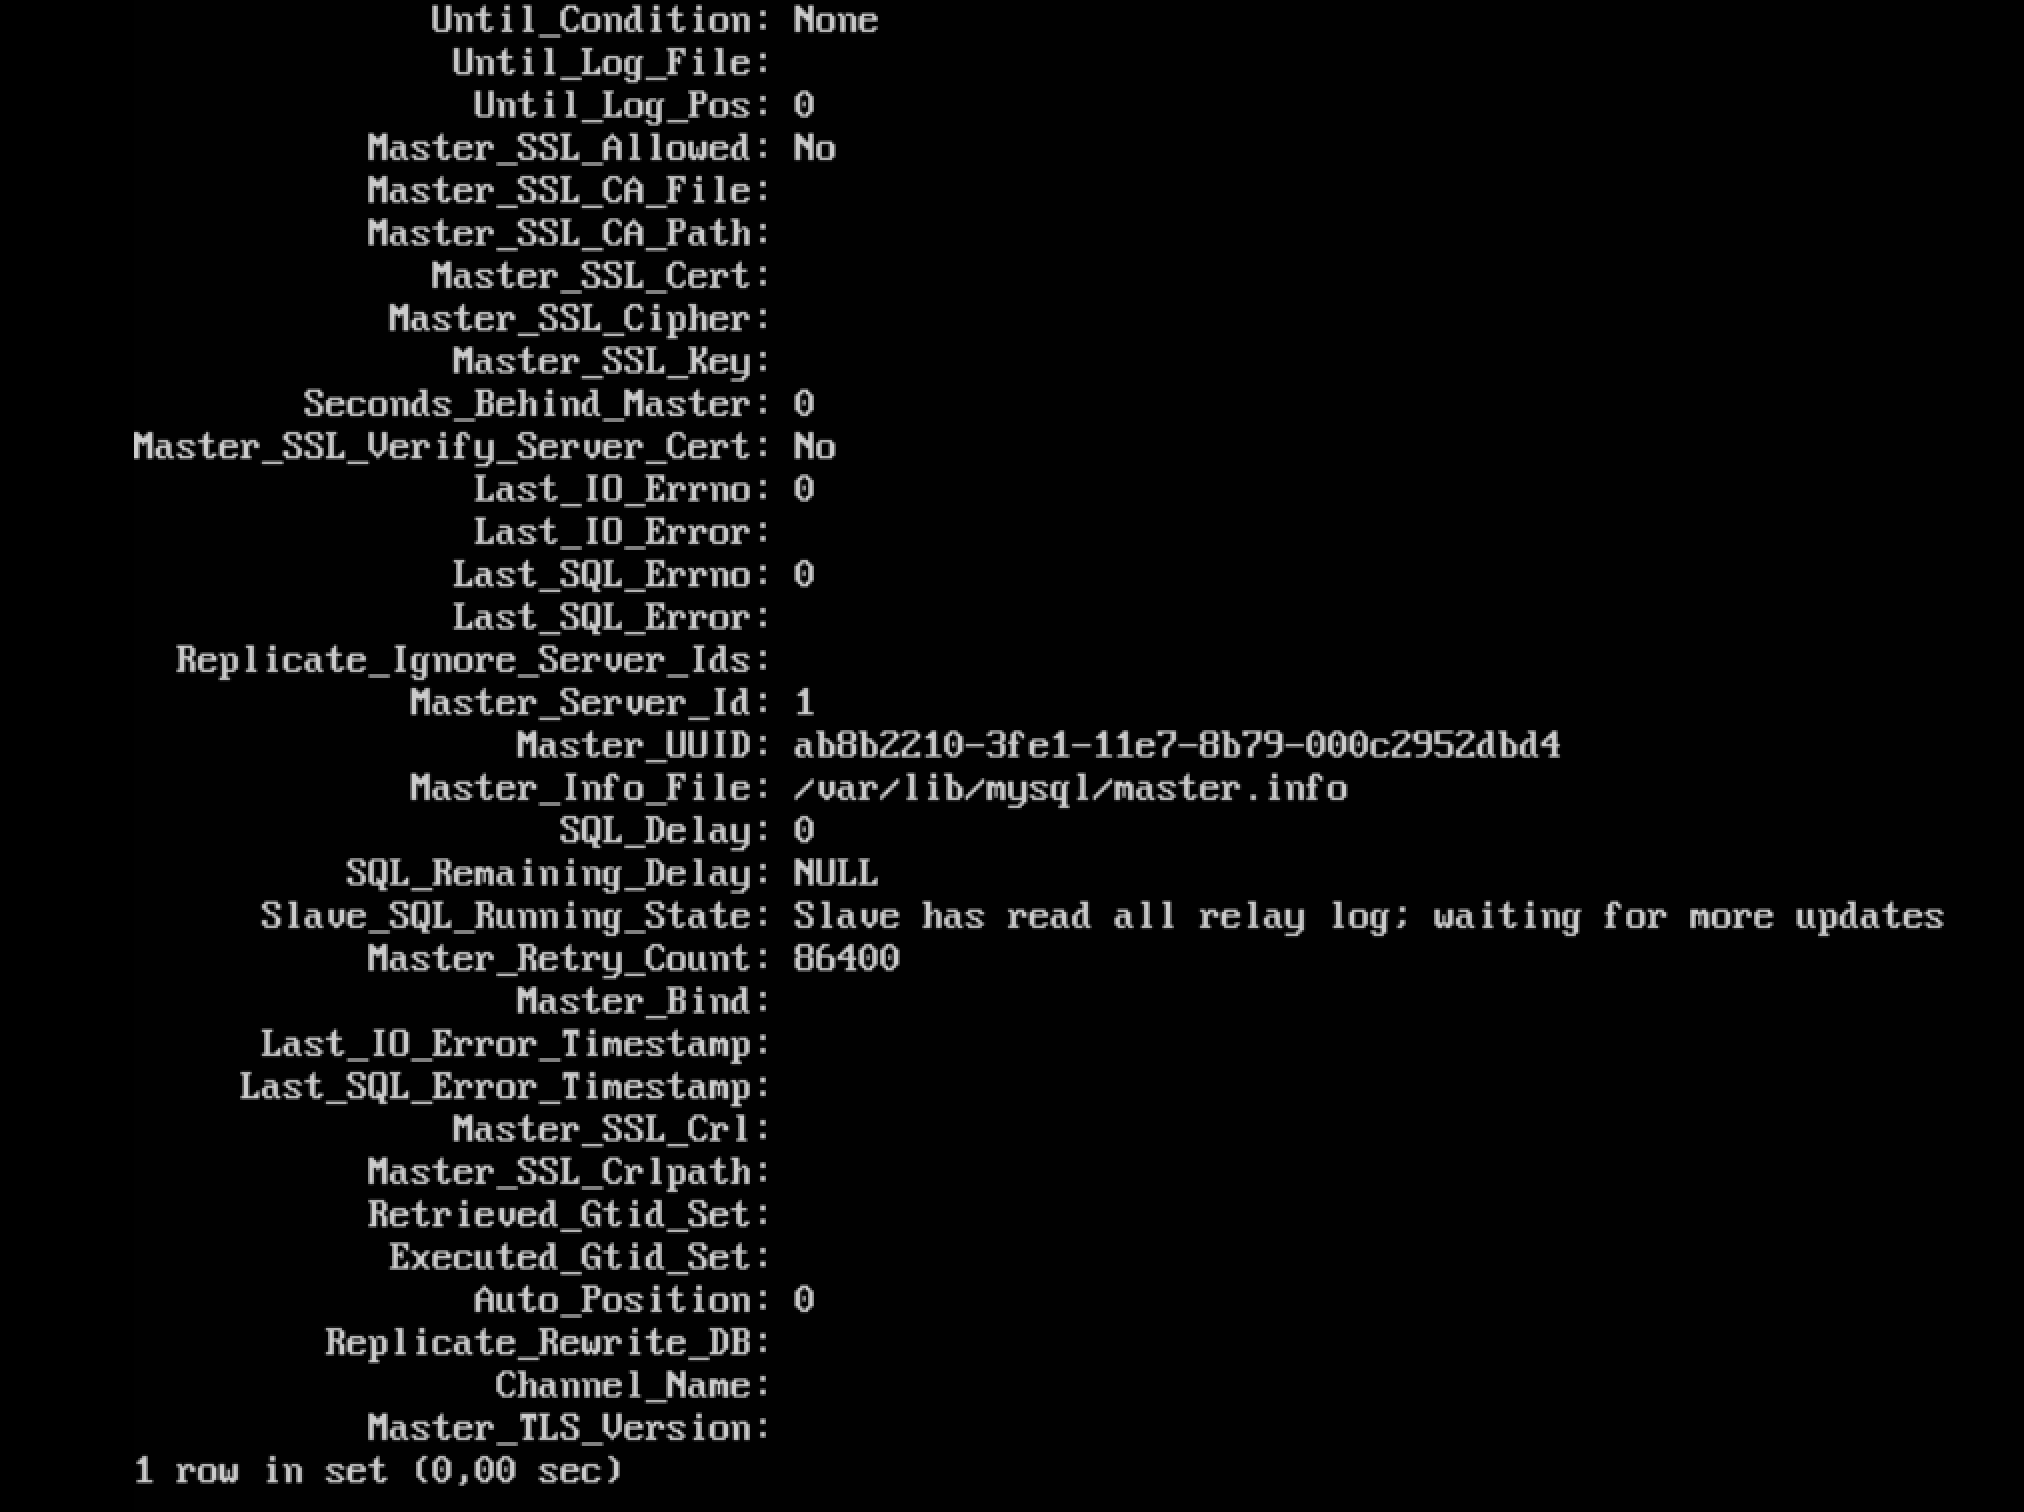 Until_Condition: None
Until_Log_File:
Until_Log_Pos: 0
Master_SSL_Allowed: No
Master_SSL_CA_File:
Master_SSL_CA_Path:
Master_SSL_Cert:
Master_SSL_Cipher:
Master_SSL_Key:
Seconds_Behind_Master: 0
Master_SSL_Verify_Server_Cert: No
Last_IO_Errno: 0
Last_IO_Error:
Last_SQL_Errno: 0
Last_SQL_Error:
Replicate_Ignore_Server_Ids:
Master_Server_Id: 1
Master_UUID: ab8b2210-3fe1-11e7-8b79-000c2952dbd4
Master_Info_File: /var/lib/mysql/master.info
SQL_Delay: 0
SQL_Remaining_Delay: NULL
Slave_SQL_Running_State: Slave has read all relay log; waiting for more updates
Master_Retry_Count: 86400
Master_Bind:
Last_IO_Error_Timestamp:
Last_SQL_Error_Timestamp:
Master_SSL_Crl:
Master_SSL_Crlpath:
Retrieved_Gtid_Set:
Executed_Gtid_Set:
Auto_Position: 0
Replicate_Rewrite_DB:
Channel_Name:
Master_TLS_Version:
1 row in set (0,00 sec)